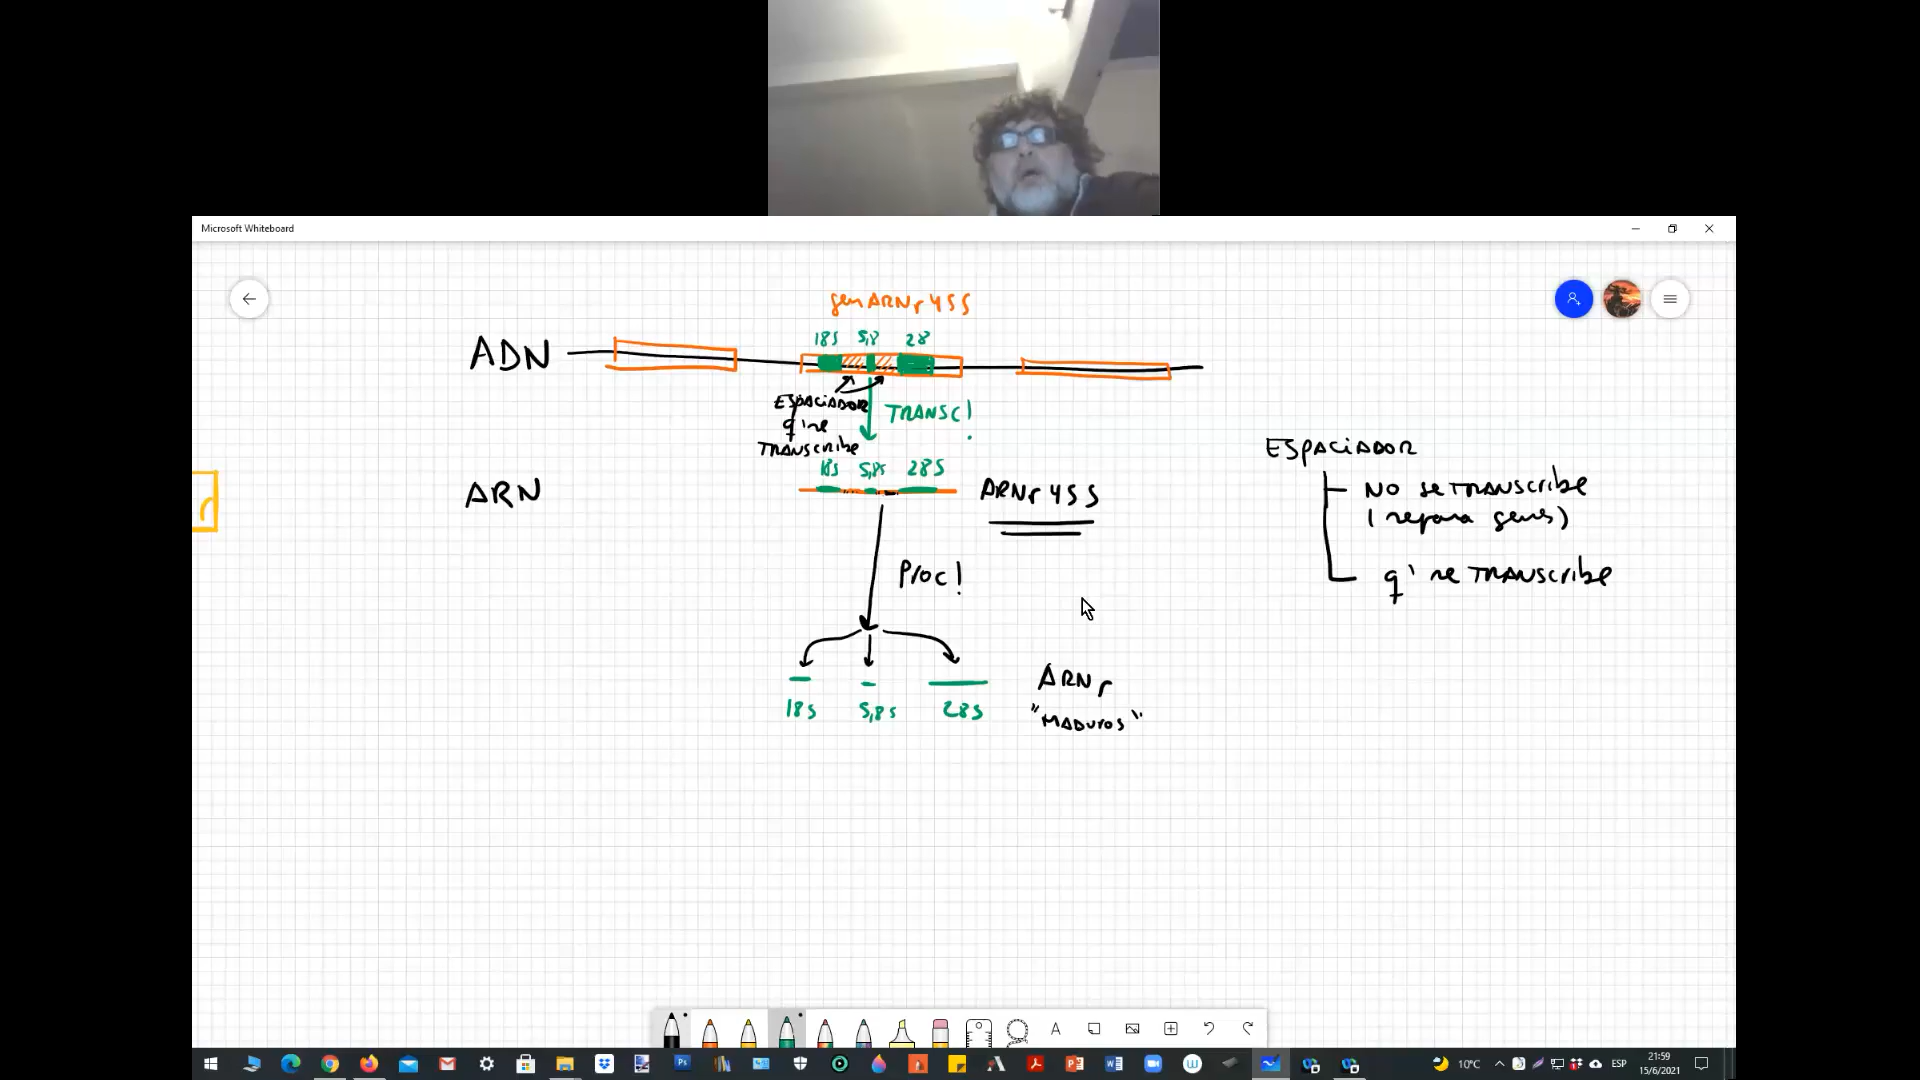 Microsoft Whiteboard
gen ARNr 45S
18S 5,8 28
ADN
ESPACIADOR
q' se
TRANSCRIBE
TRANSC!
18S 5,8S 28S
ARN
ARNr 45S
Proc!
18S 5,8S 28S
ARNr
"MADUROS"
ESPACIADOR
NO se TRANSCRIBE
(separa genes)
q' se TRANSCRIBE
10°C
ESP
21:59
15/6/2021